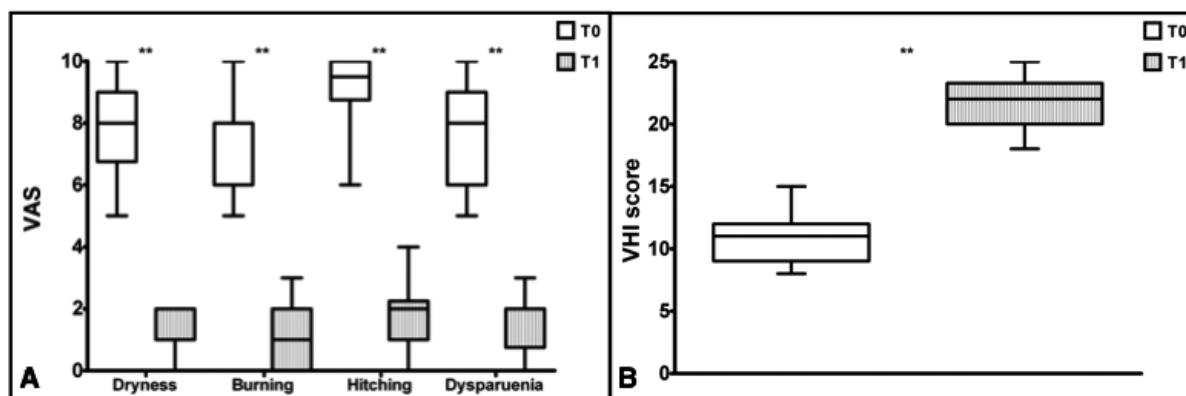 T0
T1
** ** ** **
10
8
6
4
2
0
VAS
Dryness Burning Hitching Dysparuenia
A
T0
T1
**
25
20
15
10
5
0
VHI score
B